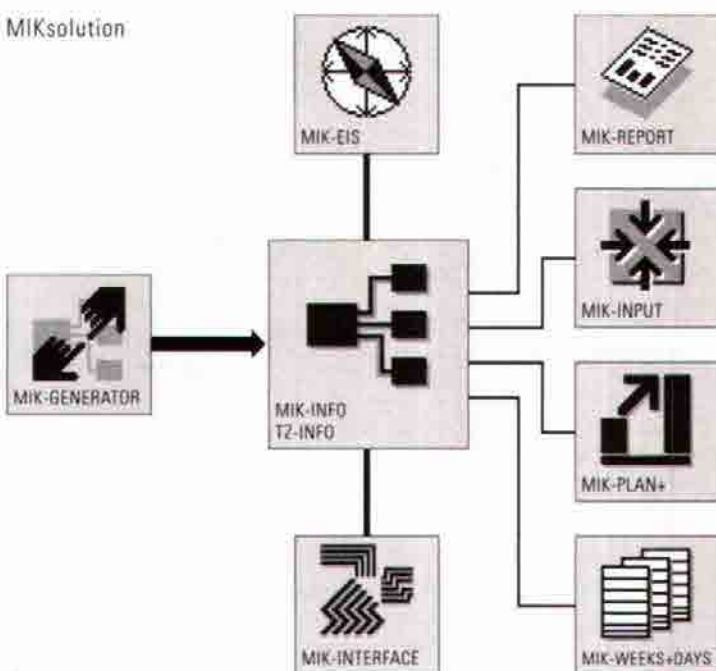 MIKsolution
MIK-EIS
MIK-REPORT
MIK-INPUT
MIK-GENERATOR
MIK-INFO
TZ-INFO
MIK-PLAN+
MIK-INTERFACE
MIK-WEEKS+DAYS